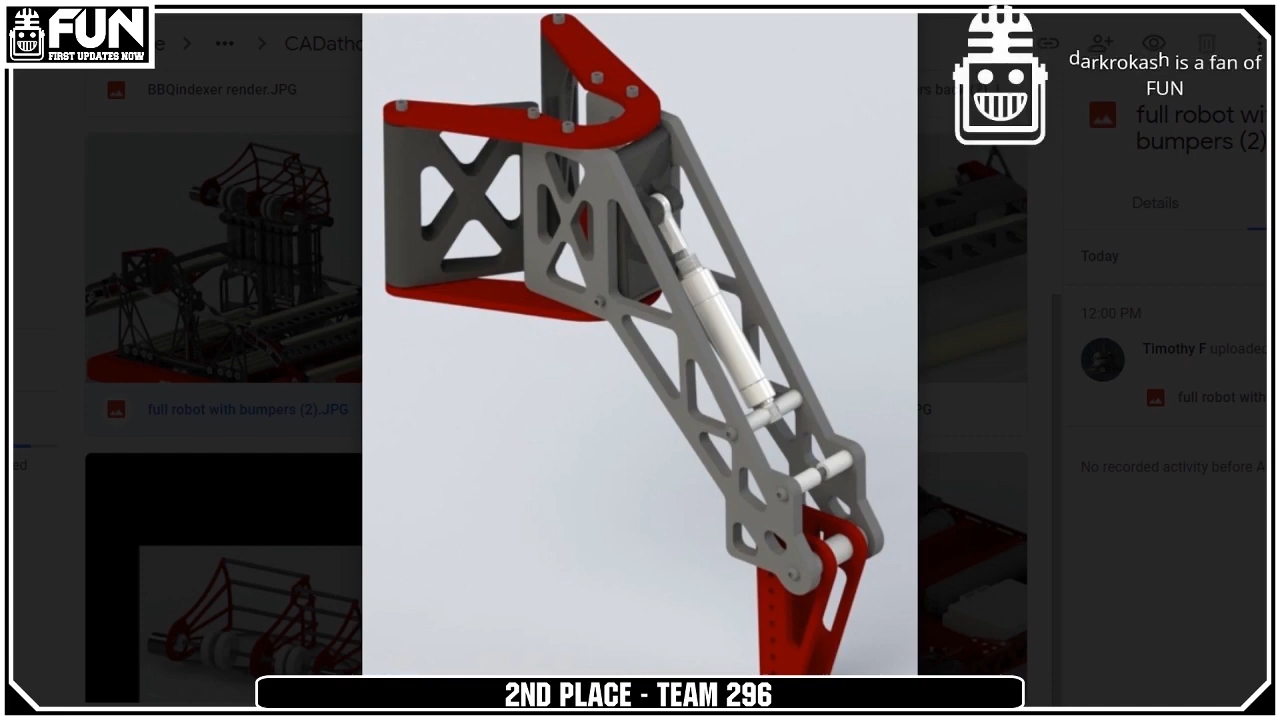 FUN
FIRST UPDATES NOW
CADatho
BBQindexer render.JPG
darkrokash is a fan of
FUN
full robot wi
bumpers (2)
Details
Today
12:00 PM
Timothy F uploaded
full robot with
full robot with bumpers (2).JPG
No recorded activity before A
2ND PLACE - TEAM 296